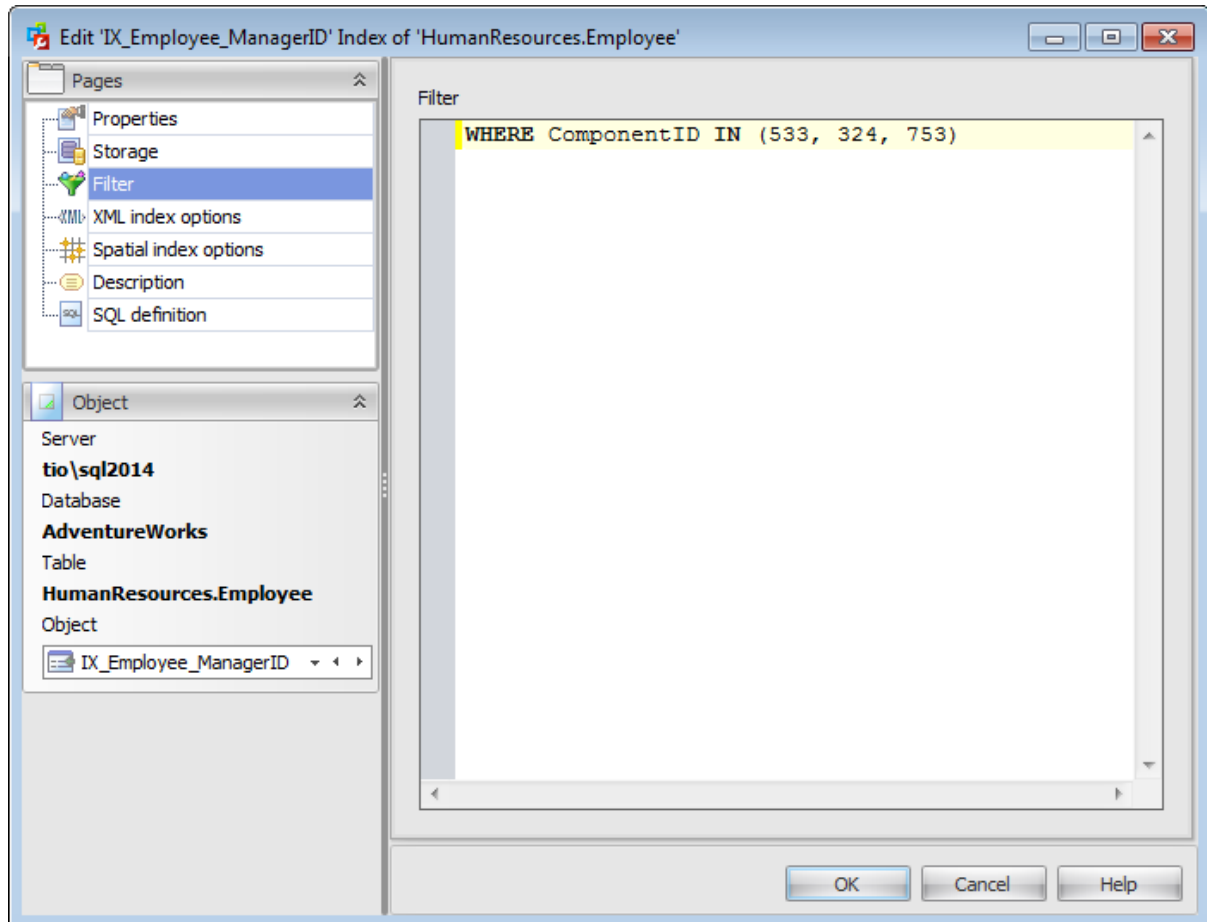 Edit 'IX_Employee_ManagerID' Index of 'HumanResources.Employee'
Pages
Properties
Storage
Filter
XML index options
Spatial index options
Description
SQL definition
Object
Server
tio\sql2014
Database
AdventureWorks
Table
HumanResources.Employee
Object
IX_Employee_ManagerID
Filter
WHERE ComponentID IN (533, 324, 753)
OK
Cancel
Help